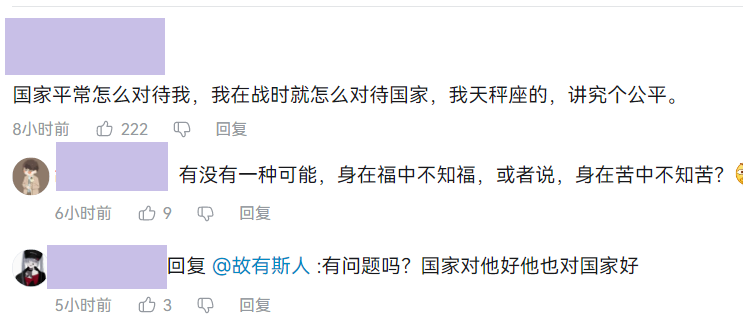 国家平常怎么对待我，我在战时就怎么对待国家，我天秤座的，讲究个公平。
8小时前 222 回复
有没有一种可能，身在福中不知福，或者说，身在苦中不知苦？
6小时前 9 回复
回复 @故有斯人 :有问题吗？国家对他好他也对国家好
5小时前 3 回复